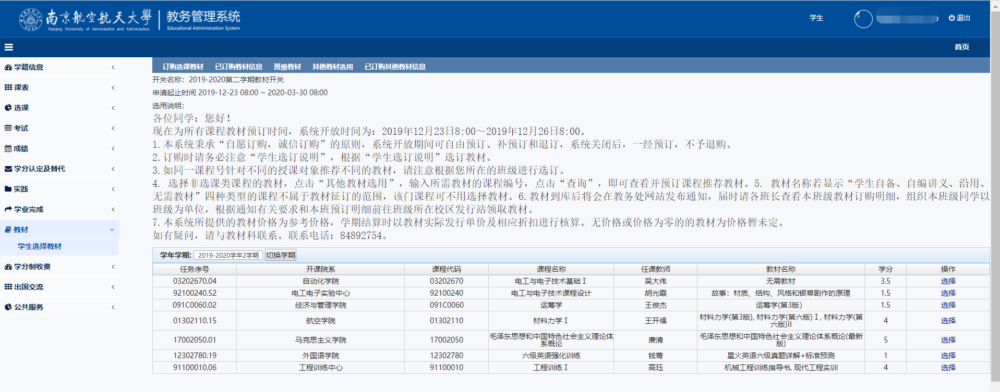 南京航空航天大學
Nanjing University of Aeronautics and Astronautics
教务管理系统
Educational Administration System
学生
退出
首页
学籍信息
课表
选课
考试
成绩
学分认定及替代
实践
学业完成
教材
学生选择教材
学分制收费
出国交流
公共服务
订购选课教材 已订购教材信息 班级教材 其他教材选用 已订购其他教材信息
开关名称：2019-2020第二学期教材开关
申请起止时间 2019-12-23 08:00 ~ 2020-03-30 08:00
选用说明：
各位同学：您好！
现在为所有课程教材预订时间，系统开放时间为：2019年12月23日8:00～2019年12月26日8:00。
1.本系统秉承“自愿订购，诚信订购”的原则，系统开放期间可自由预订、补预订和退订，系统关闭后，一经预订，不予退购。
2.订购时请务必注意“学生选订说明”，根据“学生选订说明”选订教材。
3.如同一课程号针对不同的授课对象推荐不同的教材，请注意根据您所在的班级进行选订。
4. 选择非选课类课程的教材，点击“其他教材选用”，输入所需教材的课程编号，点击“查询”，即可查看并预订课程推荐教材。5. 教材名称若显示“学生自备、自编讲义、沿用、
无需教材”四种类型的课程不属于教材征订的范围，该门课程可不用选择教材。6.教材到库后将会在教务处网站发布通知，届时请各班长查看本班级教材订购明细，组织本班级同学以
班级为单位，根据通知有关要求和本班预订明细前往班级所在校区发行站领取教材。
7.本系统所提供的教材价格为参考价格，学期结算时以教材实际发行单价及相应折扣进行核算。无价格或价格为零的的教材为价格暂未定。
如有疑问，请与教材科联系。联系电话：84892754。
学年学期: 2019-2020学年2学期 切换学期
任务序号 开课院系 课程代码 课程名称 任课教师 教材名称 学分 操作
03202670.04 自动化学院 03202670 电工与电子技术基础Ⅰ 吴大伟 无需教材 3.5 选择
92100240.52 电工电子实验中心 92100240 电工与电子技术课程设计 胡光霞 故事：材质、结构、风格和银幕剧作的原理 1.5 选择
091C0060.02 经济与管理学院 091C0060 运筹学 王俊杰 运筹学(第3版) 1.5 选择
01302110.15 航空学院 01302110 材料力学Ⅰ 王开福 材料力学(第3版), 材料力学(第六版)Ⅰ, 材料力学(第
六版)II 4 选择
17002050.01 马克思主义学院 17002050 毛泽东思想和中国特色社会主义理论体
系概论 廉清 毛泽东思想和中国特色社会主义理论体系概论(最新
版) 5 选择
12302780.19 外国语学院 12302780 六级英语强化训练 钱菁 星火英语六级真题详解+标准预测 1 选择
91100010.06 工程训练中心 91100010 工程训练Ⅰ 高珏 机械工程训练指导书, 现代工程实训 4 选择